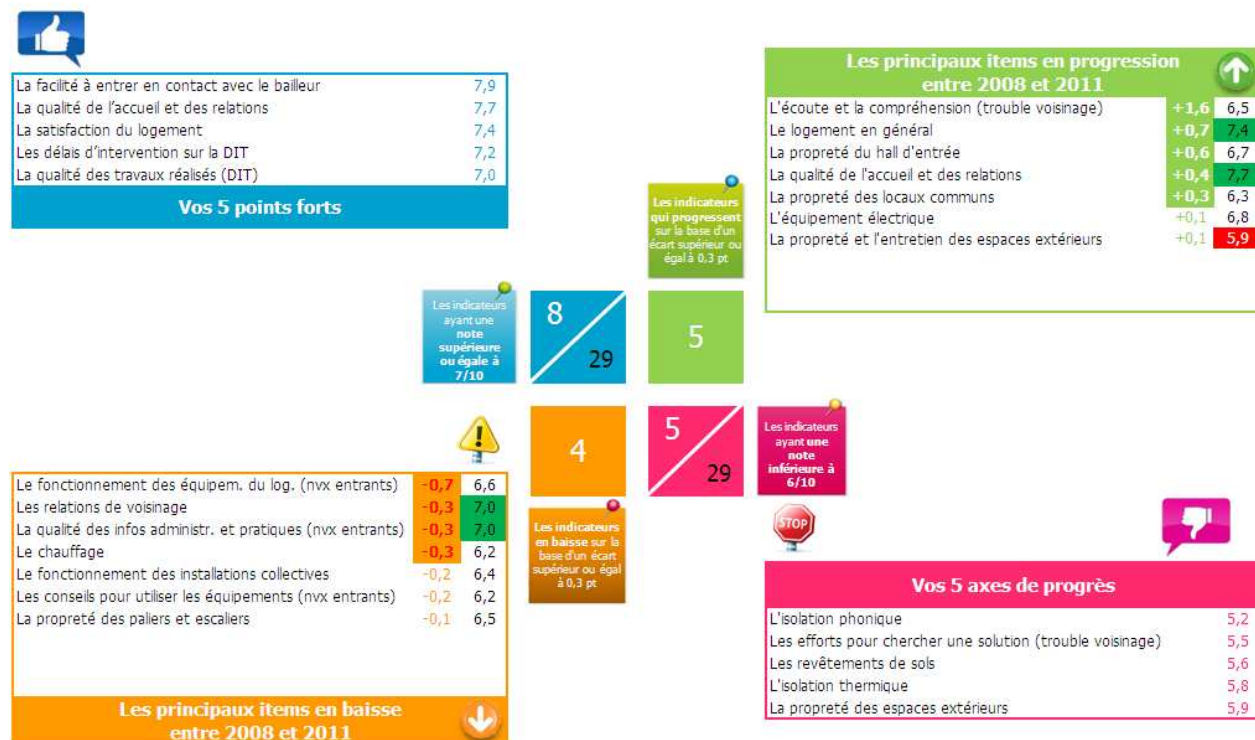 La facilité à entrer en contact avec le bailleur 7,9
La qualité de l'accueil et des relations 7,7
La satisfaction du logement 7,4
Les délais d'intervention sur la DIT 7,2
La qualité des travaux réalisés (DIT) 7,0
Vos 5 points forts
Les principaux items en progression
entre 2008 et 2011
L'écoute et la compréhension (trouble voisinage) +1,6 6,5
Le logement en général +0,7 7,4
La propreté du hall d'entrée +0,6 6,7
La qualité de l'accueil et des relations +0,4 7,7
La propreté des locaux communs +0,3 6,3
L'équipement électrique +0,1 6,8
La propreté et l'entretien des espaces extérieurs +0,1 5,9
Les indicateurs
qui progressent
sur la base d'un
écart supérieur ou
égal à 0,3 pt
Les indicateurs
ayant une
note
supérieure
ou égale à
7/10
8
29
5
4
5
29
Les indicateurs
ayant une
note
inférieure à
6/10
Les indicateurs
en baisse sur la
base d'un écart
supérieur ou égal
à 0,3 pt
STOP
Le fonctionnement des équipem. du log. (nvx entrants) -0,7 6,6
Les relations de voisinage -0,3 7,0
La qualité des infos administr. et pratiques (nvx entrants) -0,3 7,0
Le chauffage -0,3 6,2
Le fonctionnement des installations collectives -0,2 6,4
Les conseils pour utiliser les équipements (nvx entrants) -0,2 6,2
La propreté des paliers et escaliers -0,1 6,5
Les principaux items en baisse
entre 2008 et 2011
Vos 5 axes de progrès
L'isolation phonique 5,2
Les efforts pour chercher une solution (trouble voisinage) 5,5
Les revêtements de sols 5,6
L'isolation thermique 5,8
La propreté des espaces extérieurs 5,9